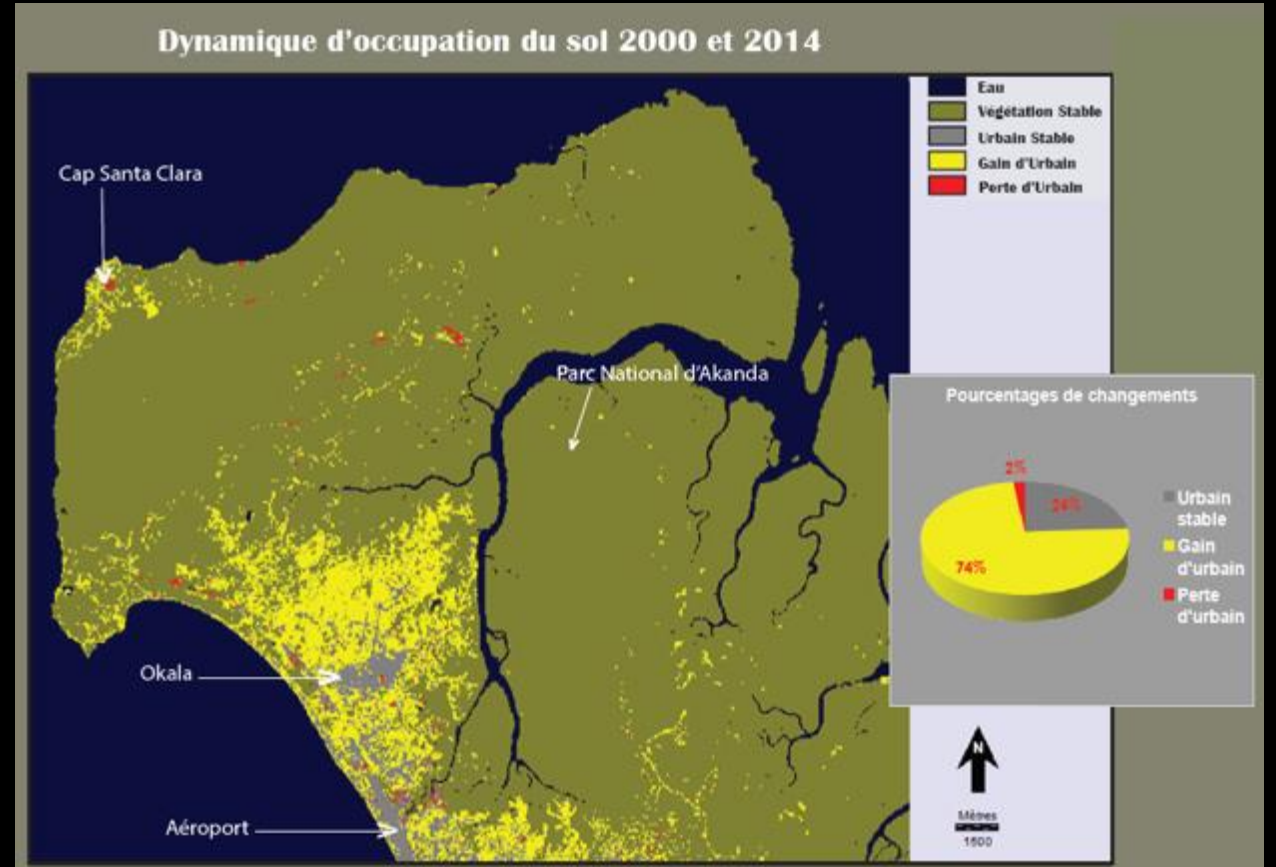 Dynamique d'occupation du sol 2000 et 2014
Eau
Végétation Stable
Urbain Stable
Gain d'Urbain
Perte d'Urbain
Cap Santa Clara
Parc National d'Akanda
Okala
Aéroport
Pourcentages de changements
2%
24%
74%
Urbain
stable
Gain
d'urbain
Perte
d'urbain
N
Mètres
1500